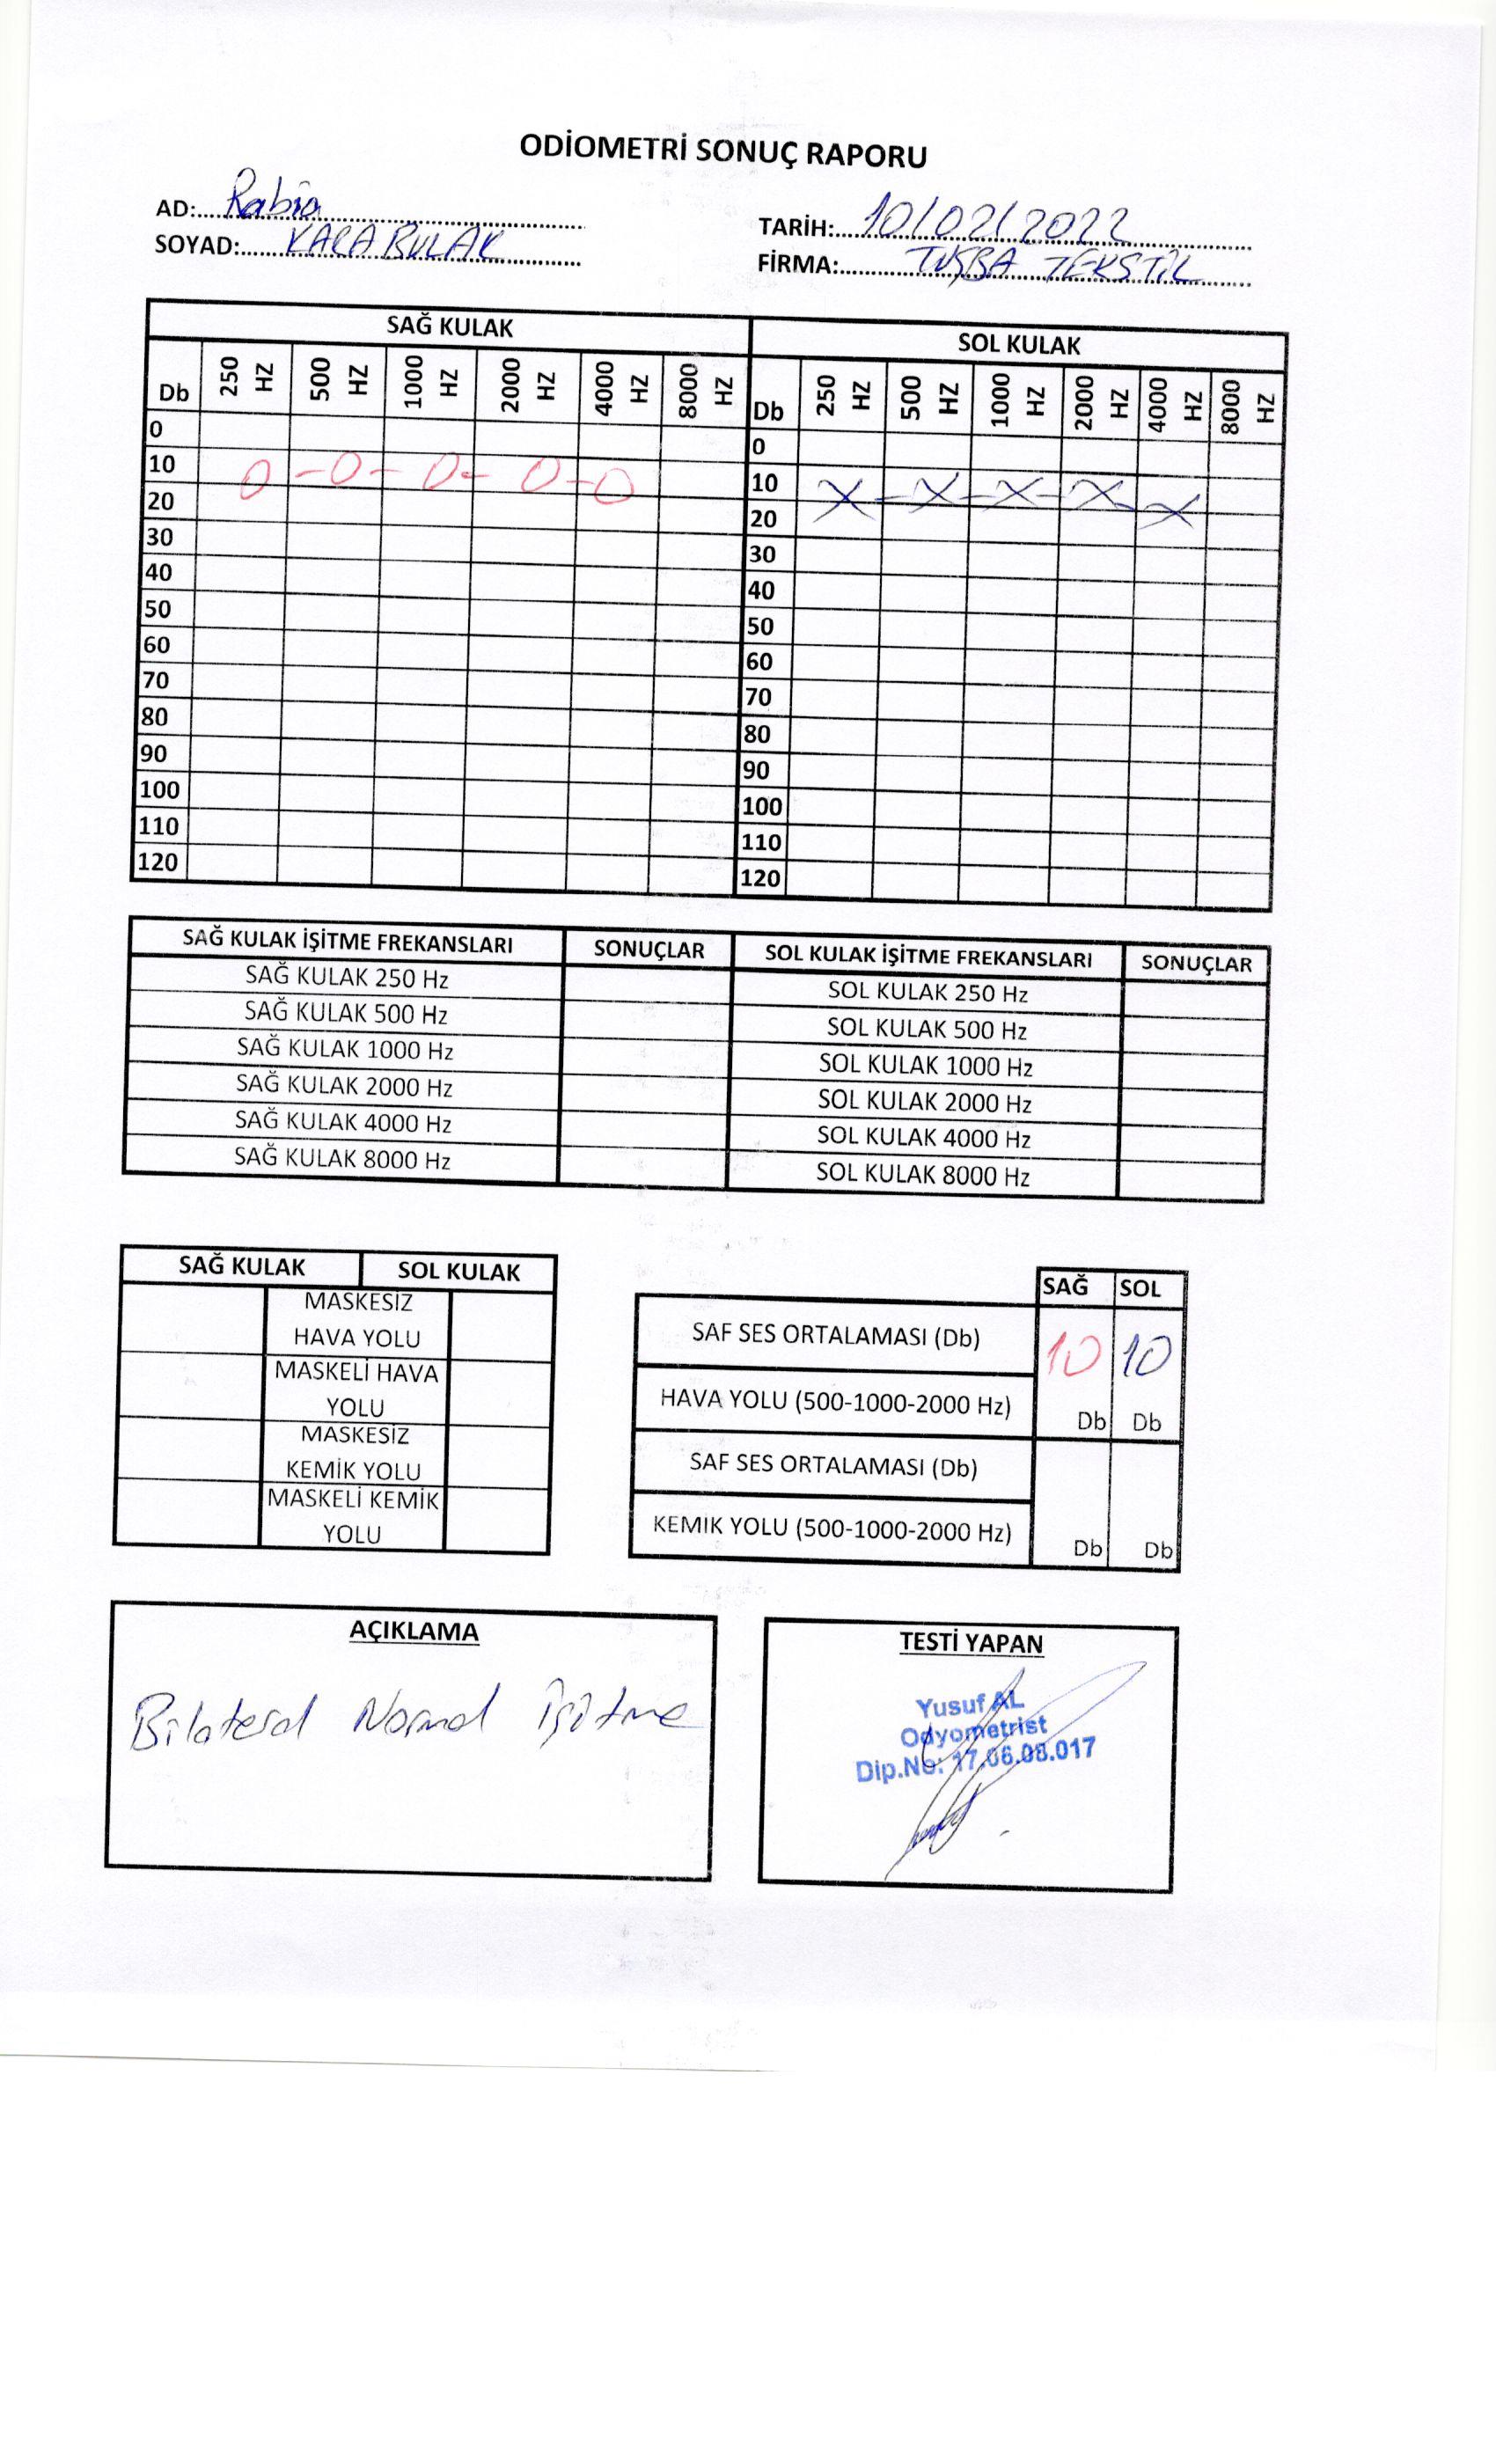 ODİOMETRİ SONUÇ RAPORU
AD: Rabia
SOYAD: KARABULAK
TARİH: 10/02/2022
FİRMA: TUŞBA TEKSTİL
SAĞ KULAK SOL KULAK
Db 250 HZ 500 HZ 1000 HZ 2000 HZ 4000 HZ 8000 HZ Db 250 HZ 500 HZ 1000 HZ 2000 HZ 4000 HZ 8000 HZ
0 0
10 0 - 0 - 0 - 0 - 0 10 X - X - X - X - X
20 20
30 30
40 40
50 50
60 60
70 70
80 80
90 90
100 100
110 110
120 120
SAĞ KULAK İŞİTME FREKANSLARI SONUÇLAR SOL KULAK İŞİTME FREKANSLARI SONUÇLAR
SAĞ KULAK 250 Hz SOL KULAK 250 Hz
SAĞ KULAK 500 Hz SOL KULAK 500 Hz
SAĞ KULAK 1000 Hz SOL KULAK 1000 Hz
SAĞ KULAK 2000 Hz SOL KULAK 2000 Hz
SAĞ KULAK 4000 Hz SOL KULAK 4000 Hz
SAĞ KULAK 8000 Hz SOL KULAK 8000 Hz
SAĞ KULAK SOL KULAK
MASKESİZ
HAVA YOLU
MASKELİ HAVA
YOLU
MASKESİZ
KEMİK YOLU
MASKELİ KEMİK
YOLU
SAĞ SOL
SAF SES ORTALAMASI (Db) 10 10
HAVA YOLU (500-1000-2000 Hz) Db Db
SAF SES ORTALAMASI (Db)
KEMIK YOLU (500-1000-2000 Hz) Db Db
AÇIKLAMA
Bilateral Normal İşitme
TESTİ YAPAN
Yusuf AL
Odyometrist
Dip.No: 17.06.08.017